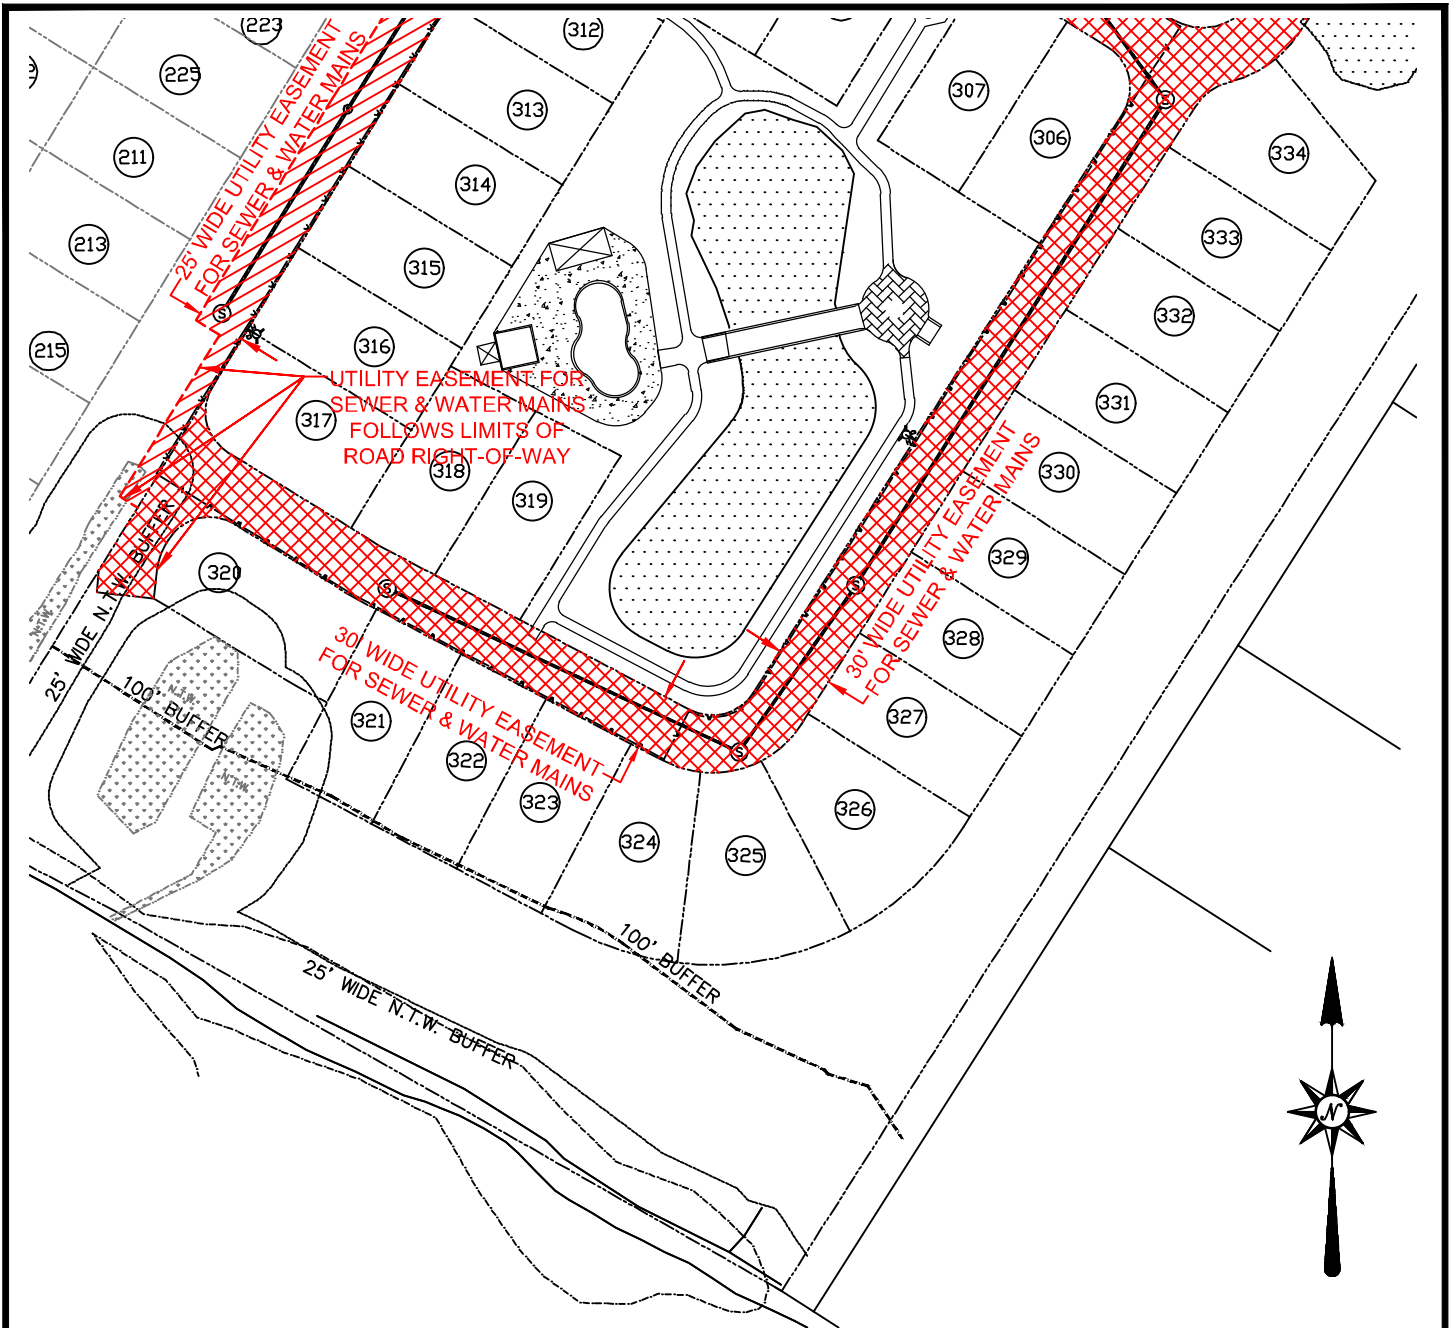 223
312
225
313
307
306
334
211
314
213
333
315
332
215
316
331
317
318
330
319
329
320
328
321
327
322
323
326
324
325
25' WIDE UTILITY EASEMENT
FOR SEWER & WATER MAINS
UTILITY EASEMENT FOR
SEWER & WATER MAINS
FOLLOWS LIMITS OF
ROAD RIGHT-OF-WAY
30' WIDE UTILITY EASEMENT
FOR SEWER & WATER MAINS
30' WIDE UTILITY EASEMENT
FOR SEWER & WATER MAINS
25' WIDE N.T.W. BUFFER
100' BUFFER
100' BUFFER
25' WIDE N.T.W. BUFFER
N.T.W.
N.T.W.
N.T.W.
S
S
S
S
S
N